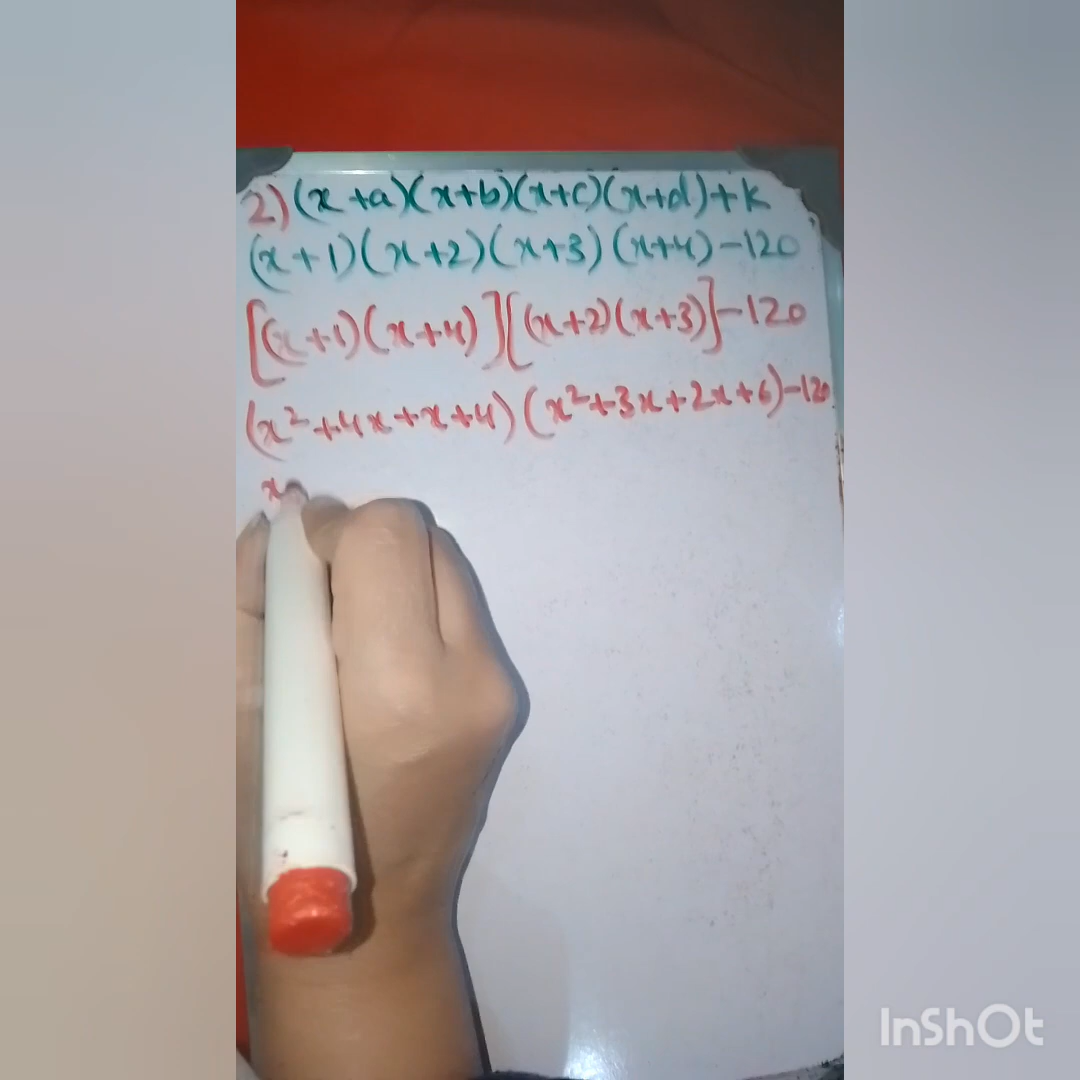 2) (x+a)(x+b)(x+c)(x+d)+k
(x+1)(x+2)(x+3)(x+4)-120
[(x+1)(x+4)][(x+2)(x+3)]-120
(x²+4x+x+4)(x²+3x+2x+6)-120
x
InShOt